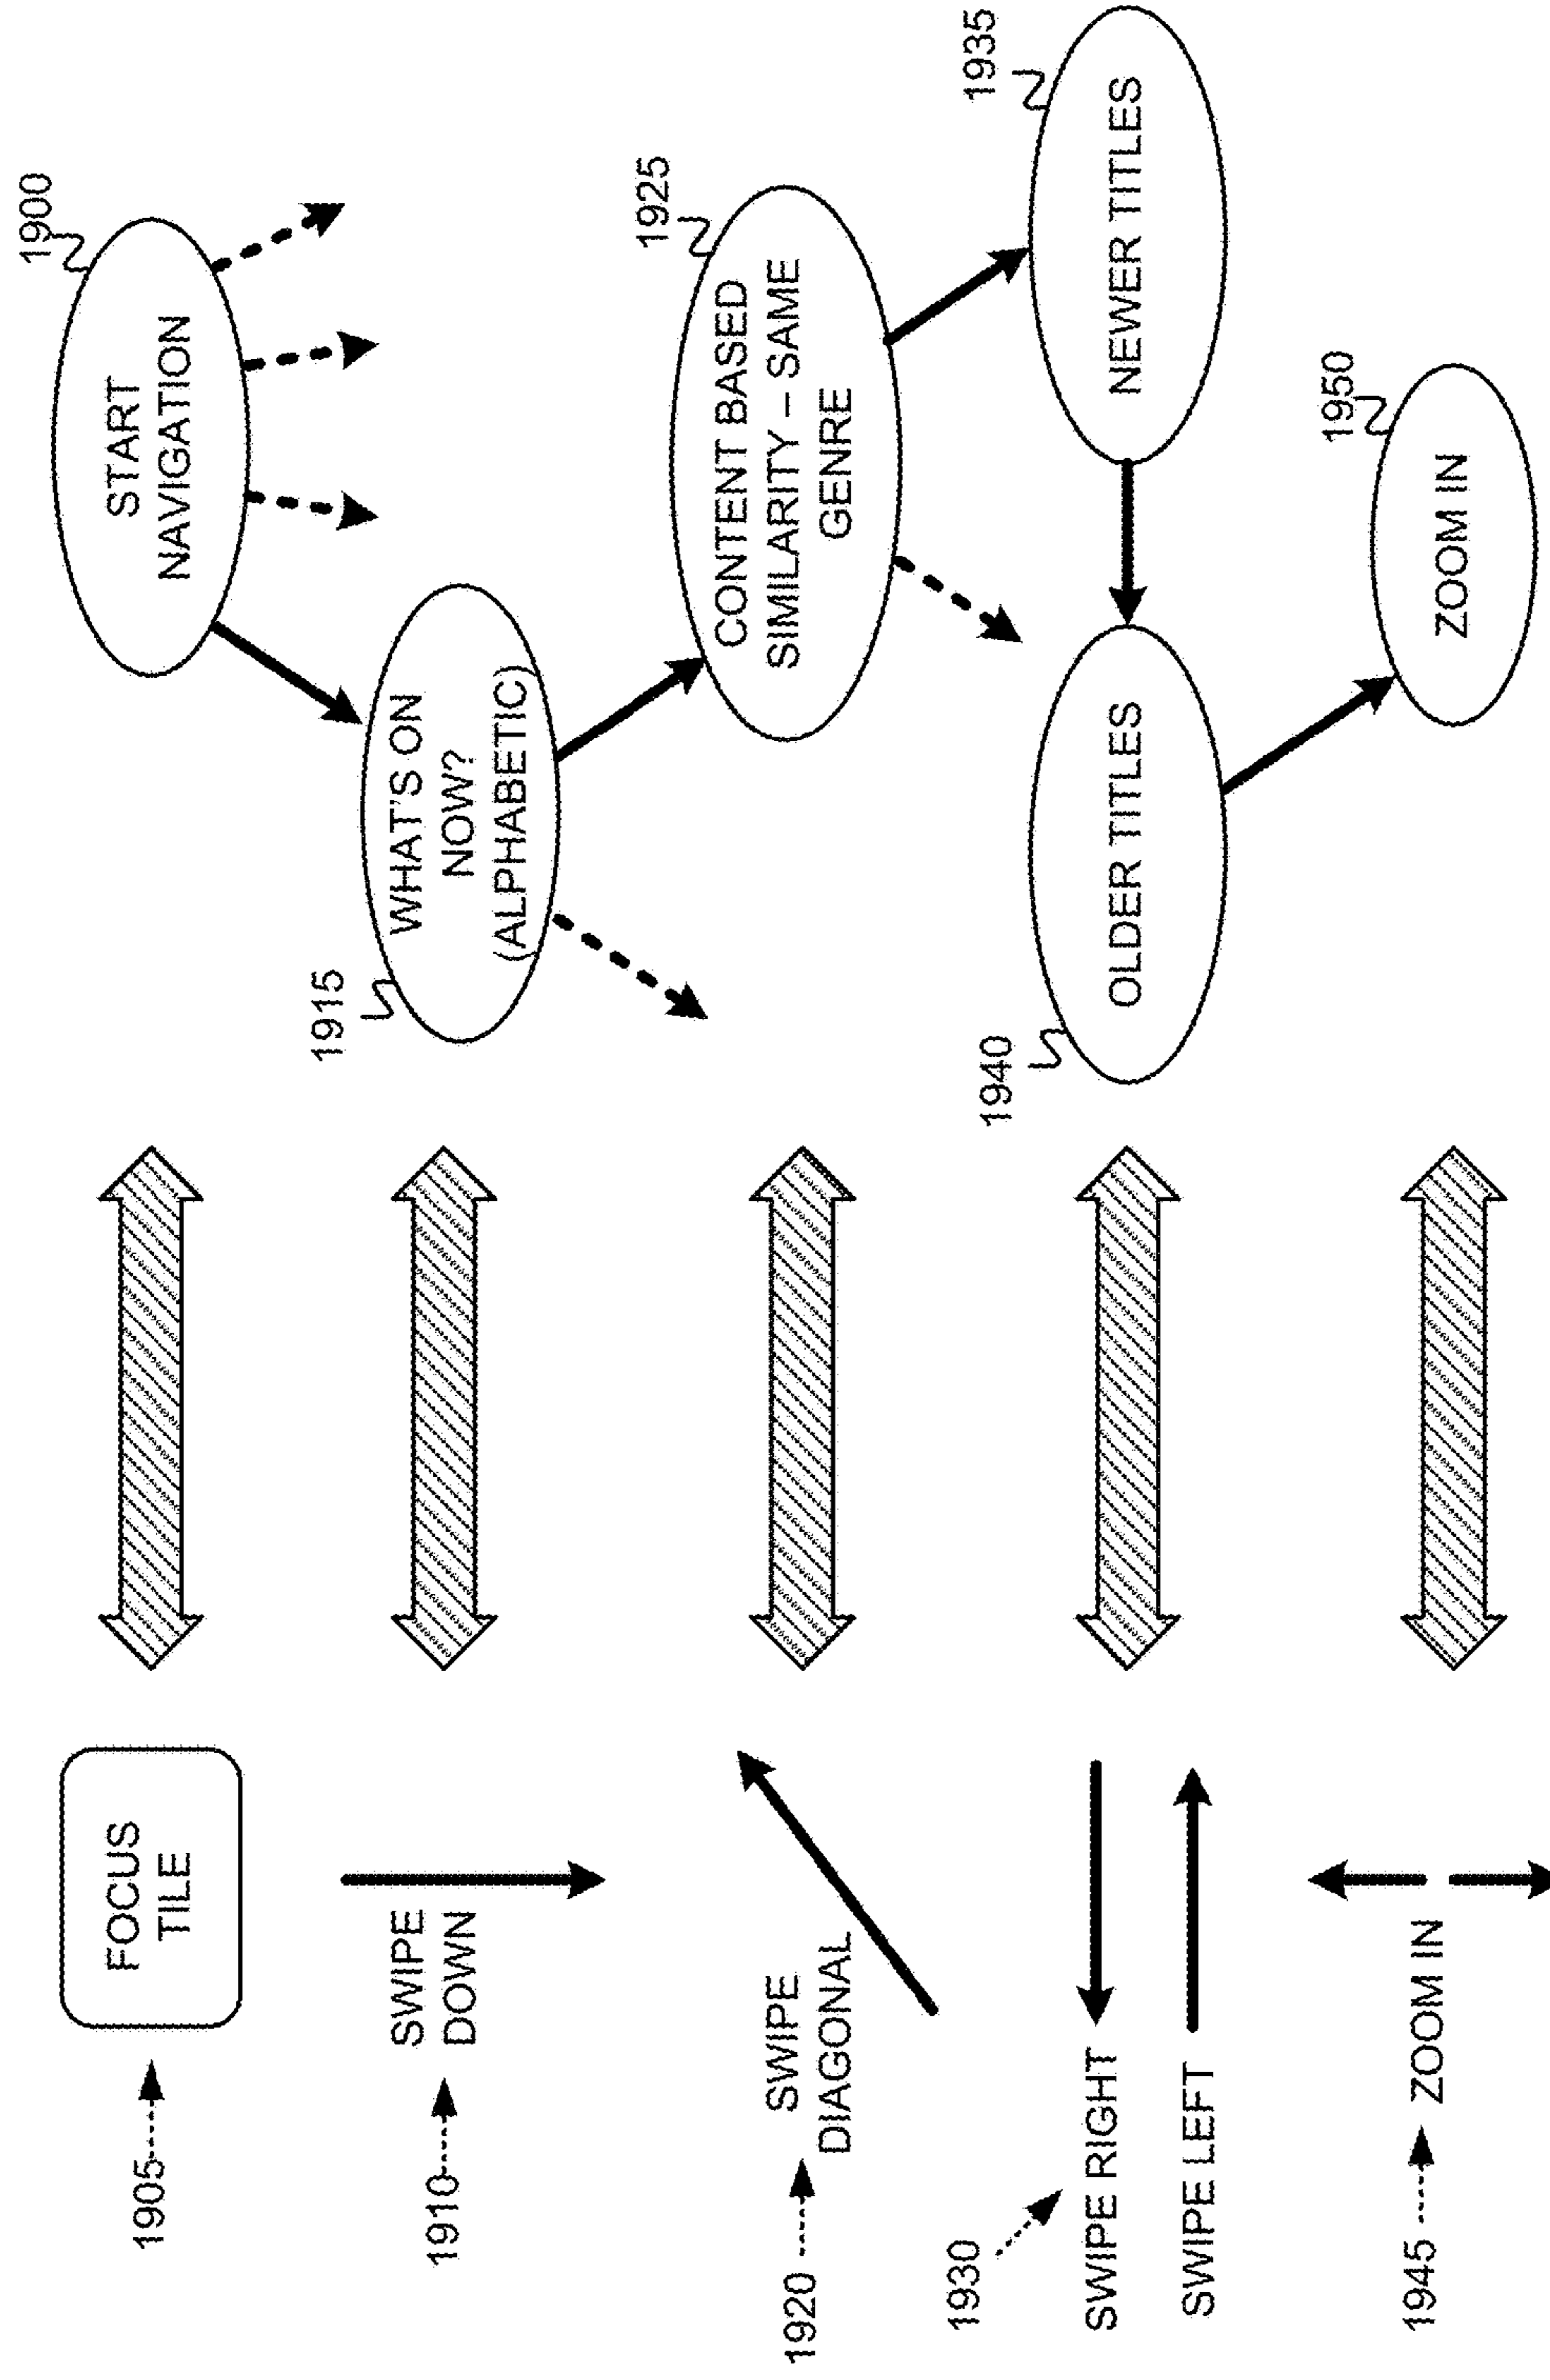 1905
FOCUS
TILE
START
NAVIGATION
1900
1910
SWIPE
DOWN
1915
WHAT'S ON
NOW?
(ALPHABETIC)
1920
SWIPE
DIAGONAL
CONTENT BASED
SIMILARITY – SAME
GENRE
1925
1930
SWIPE RIGHT
SWIPE LEFT
1940
OLDER TITLES
NEWER TITLES
1935
1945
ZOOM IN
ZOOM IN
1950